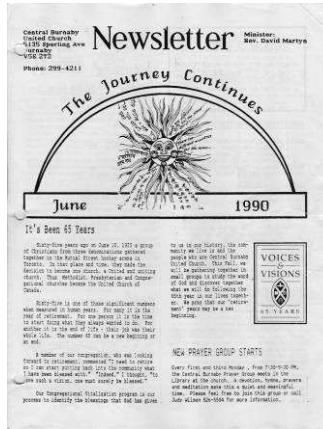 Central Burnaby
United Church
5135 Sperling Ave
Burnaby
V5E 2T2
Phone: 299-4211
Newsletter
Minister:
Rev. David Martyn
The Journey Continues
June
1990
It's Been 65 Years
Sixty-five years ago on June 10, 1925 a group
of Christians from three denominations gathered
together in the Mutual Street hockey arena in
Toronto. In that place and time, they made the
decision to become one church, a United and uniting
church. Thus Methodist, Presbyterian and Congre-
gational churches became the United Church of
Canada.
Sixty-five is one of those significant numbers
when measured in human years. For many it is the
year of retirement. For one person it is the time
to start doing what they always wanted to do. For
another it is the end of life - their job was their
whole life. The number 65 can be a new beginning or
an end.
A member of our congregation, who was looking
forward to retirement, commented "I need to retire
so I can start putting back into the community what
I have been blessed with." "Indeed," I thought, "to
one such a vision, one must surely be blessed."
Our Congregational Vitalization program is our
process to identify the blessings that God has given
to us in our history, the com-
munity we live in and the
people who are Central Burnaby
United Church. This Fall, we
will be gathering together in
small groups to study the word
of God and discover together
what we will be following the
65th year in our lives togeth-
er. We pray that our "retire-
ment" years may be a new
beginning.
VOICES
&
VISIONS
65 YEARS
NEW PRAYER GROUP STARTS
Every first and third Monday, from 7:30-9:30 PM,
the Central Burnaby Prayer Group meets in the
Library at the church. A devotion, hymns, prayers
and meditation make this a quiet and meaningful
time. Please feel free to join this group or call
Judy Wilson 524-5564 for more information.